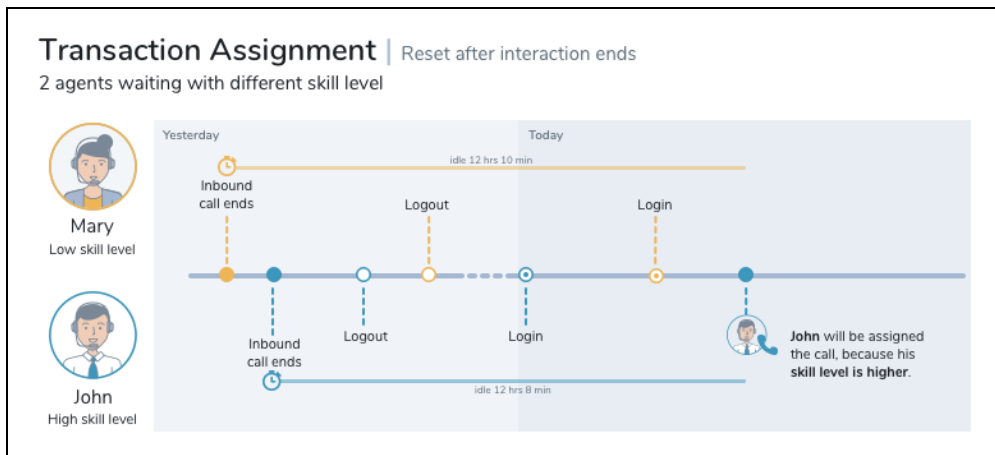 Transaction Assignment | Reset after interaction ends
2 agents waiting with different skill level
Yesterday
Today
idle 12 hrs 10 min
Inbound
call ends
Logout
Login
Mary
Low skill level
Inbound
call ends
Logout
Login
John will be assigned
the call, because his
skill level is higher.
idle 12 hrs 8 min
John
High skill level